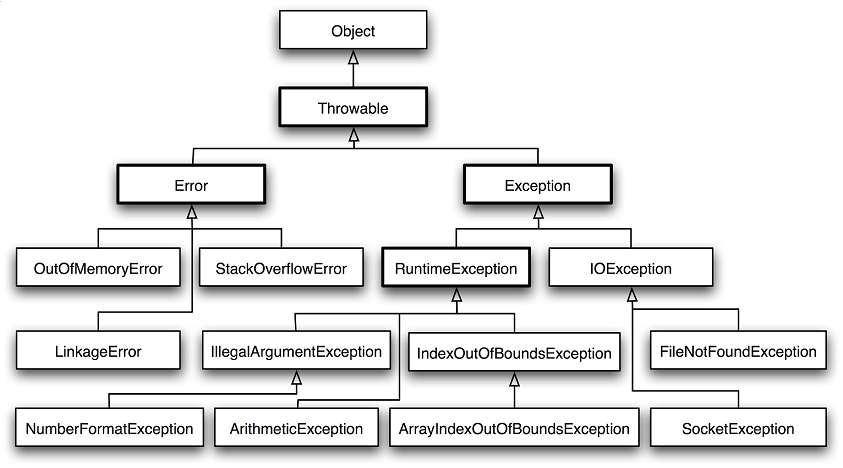 Object
Throwable
Error
Exception
OutOfMemoryError
StackOverflowError
RuntimeException
IOException
LinkageError
IllegalArgumentException
IndexOutOfBoundsException
FileNotFoundException
NumberFormatException
ArithmeticException
ArrayIndexOutOfBoundsException
SocketException